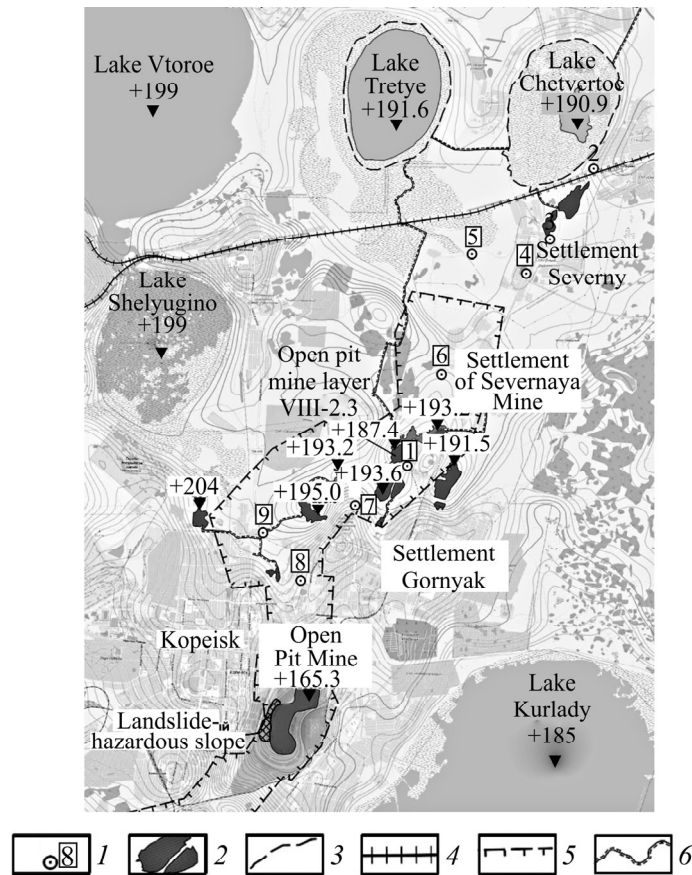 Lake Vtoroe
+199
Lake
Tretye
+191.6
Lake
Chetvertoe
+190.9
2
5
3
4
Settlement
Severny
Lake
Shelyugino
+199
6
Open pit
mine layer
VIII-2.3
Settlement
of Severnaya
Mine
+193.2
+187.4
+193.2
+191.5
1
+193.6
+204
+195.0
7
9
Settlement
Gornyak
8
Kopeisk
Open
Pit Mine
+165.3
Landslide-
hazardous slope
Lake
Kurlady
+185
8 1 2 3 4 5 6